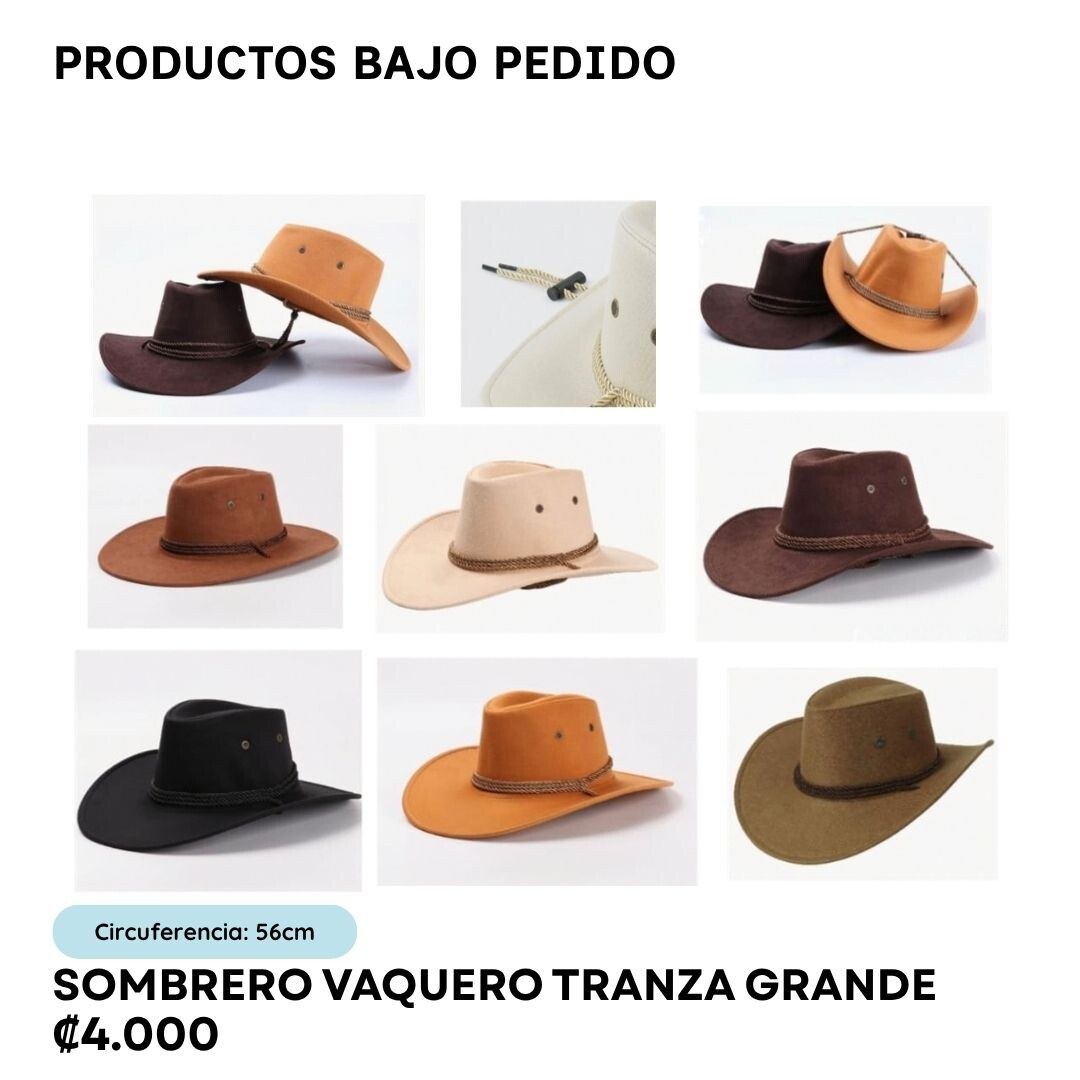 PRODUCTOS BAJO PEDIDO
Circuferencia: 56cm
SOMBRERO VAQUERO TRANZA GRANDE
₡4.000